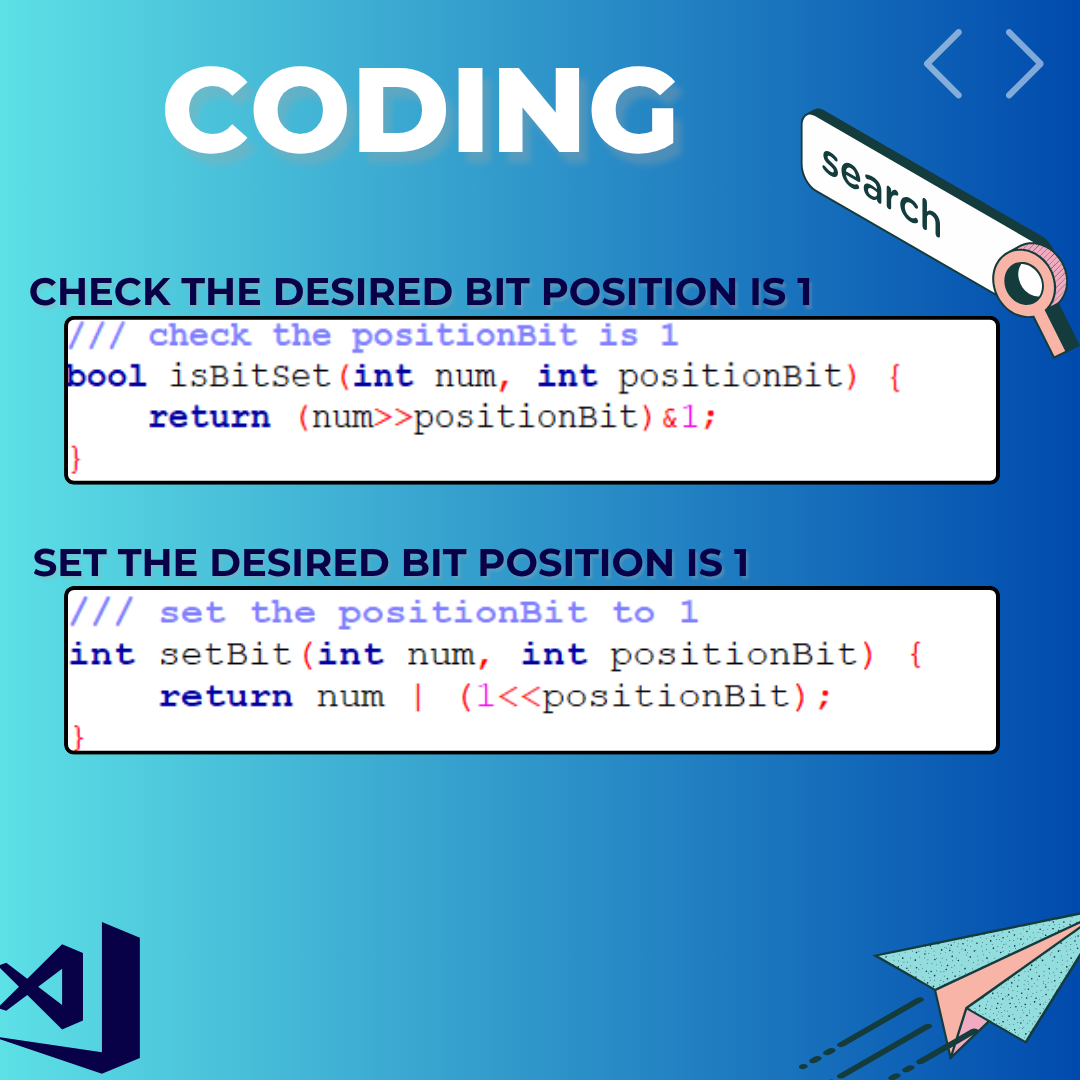 CODING
search
CHECK THE DESIRED BIT POSITION IS 1
/// check the positionBit is 1
bool isBitSet(int num, int positionBit) {
    return (num>>positionBit)&1;
}
SET THE DESIRED BIT POSITION IS 1
/// set the positionBit to 1
int setBit(int num, int positionBit) {
    return num | (1<<positionBit);
}